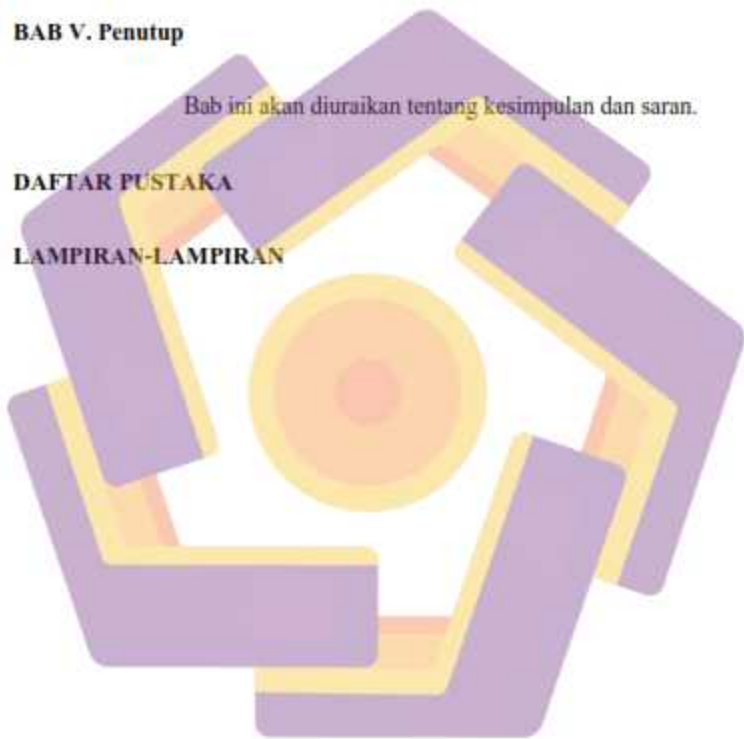 BAB V. Penutup
Bab ini akan diuraikan tentang kesimpulan dan saran.
DAFTAR PUSTAKA
LAMPIRAN-LAMPIRAN